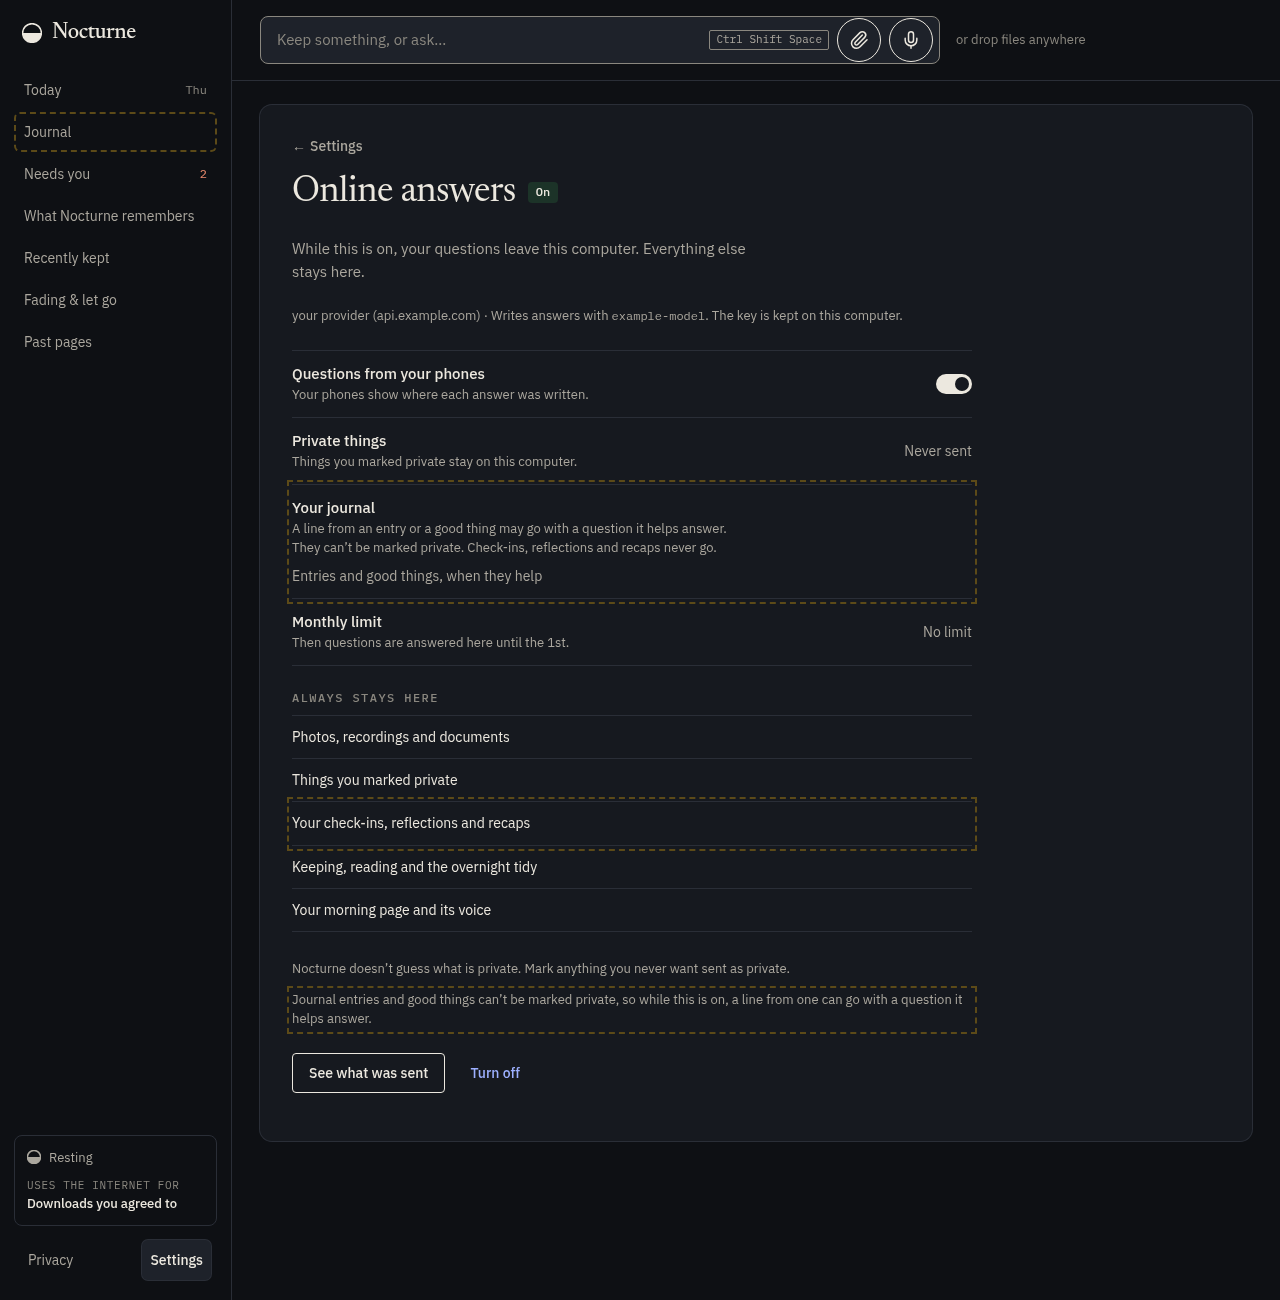 Nocturne
Keep something, or ask...
Ctrl Shift Space
or drop files anywhere
Today
Thu
Journal
Needs you
2
What Nocturne remembers
Recently kept
Fading & let go
Past pages
← Settings
Online answers
On
While this is on, your questions leave this computer. Everything else
stays here.
your provider (api.example.com) · Writes answers with example-model. The key is kept on this computer.
Questions from your phones
Your phones show where each answer was written.
Private things
Things you marked private stay on this computer.
Never sent
Your journal
A line from an entry or a good thing may go with a question it helps answer.
They can’t be marked private. Check-ins, reflections and recaps never go.
Entries and good things, when they help
Monthly limit
Then questions are answered here until the 1st.
No limit
ALWAYS STAYS HERE
Photos, recordings and documents
Things you marked private
Your check-ins, reflections and recaps
Keeping, reading and the overnight tidy
Your morning page and its voice
Nocturne doesn’t guess what is private. Mark anything you never want sent as private.
Journal entries and good things can’t be marked private, so while this is on, a line from one can go with a question it
helps answer.
See what was sent
Turn off
Resting
USES THE INTERNET FOR
Downloads you agreed to
Privacy
Settings